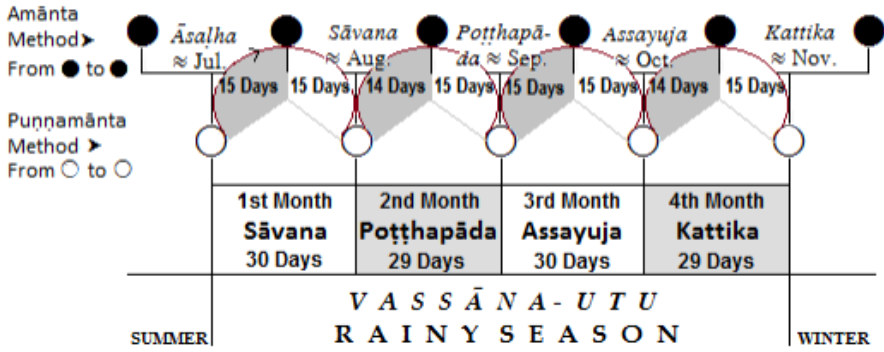 Amānta
Method➤
From ● to ●
Āsaḷha
≈ Jul.
7
Sāvana
≈ Aug.
Poṭṭhapā-
da ≈ Sep.
Assayuja
≈ Oct.
Kattika
≈ Nov.
15 Days 15 Days 14 Days 15 Days 15 Days 15 Days 14 Days 15 Days
Puṇṇamānta
Method ➤
From ○ to ○
1st Month
Sāvana
30 Days
2nd Month
Poṭṭhapāda
29 Days
3rd Month
Assayuja
30 Days
4th Month
Kattika
29 Days
VASSĀNA-UTU
SUMMER RAINY SEASON WINTER